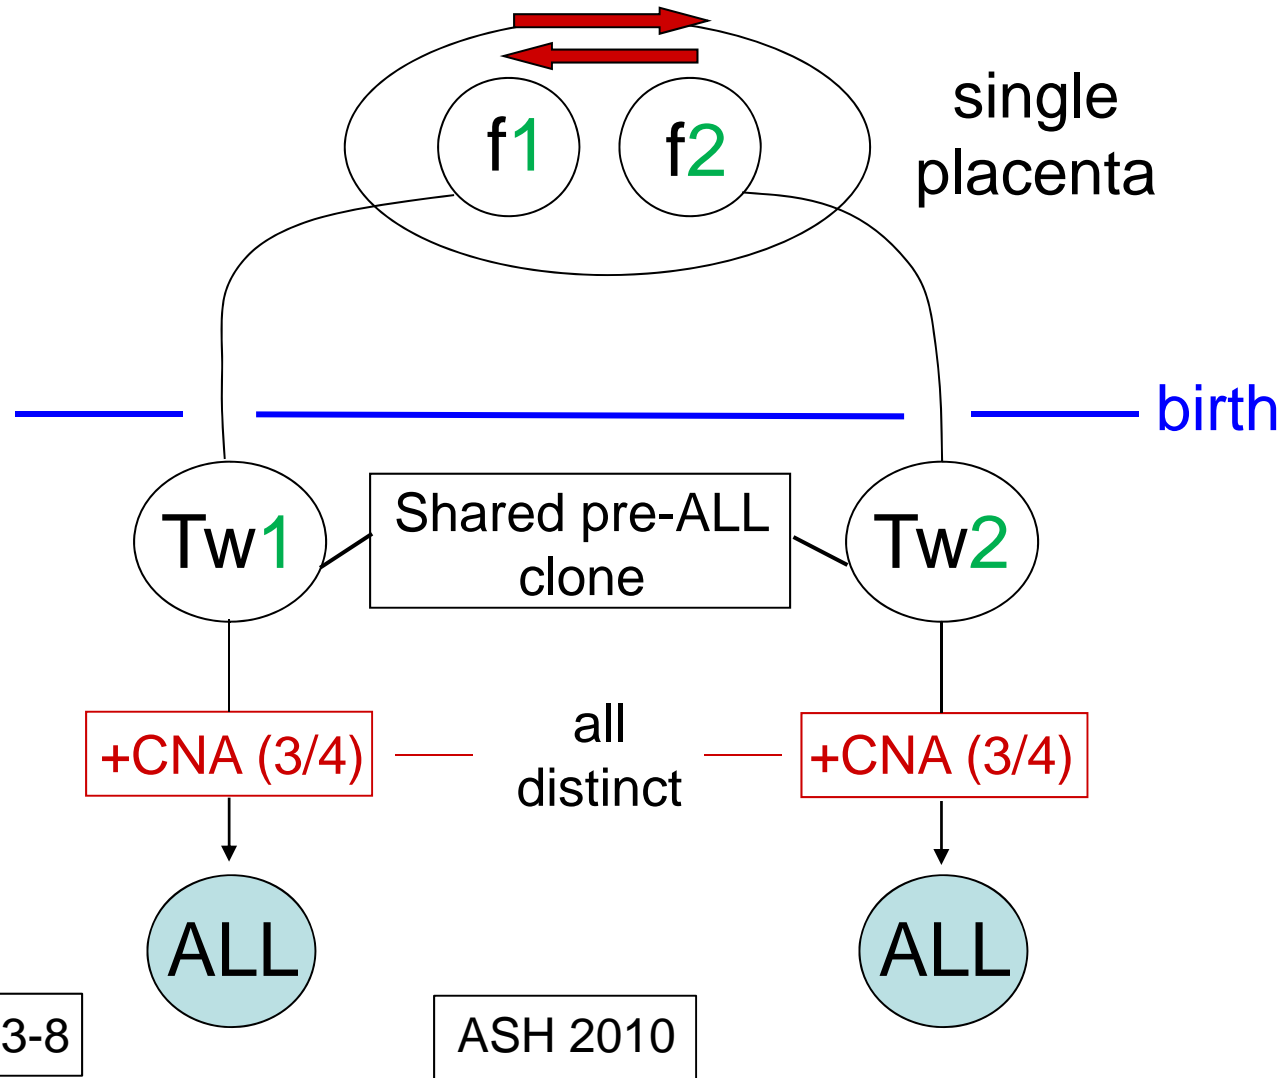 f1
f2
single
placenta
birth
Tw1
Shared pre-ALL
clone
Tw2
+CNA (3/4)
all
distinct
+CNA (3/4)
ALL
ALL
3-8
ASH 2010